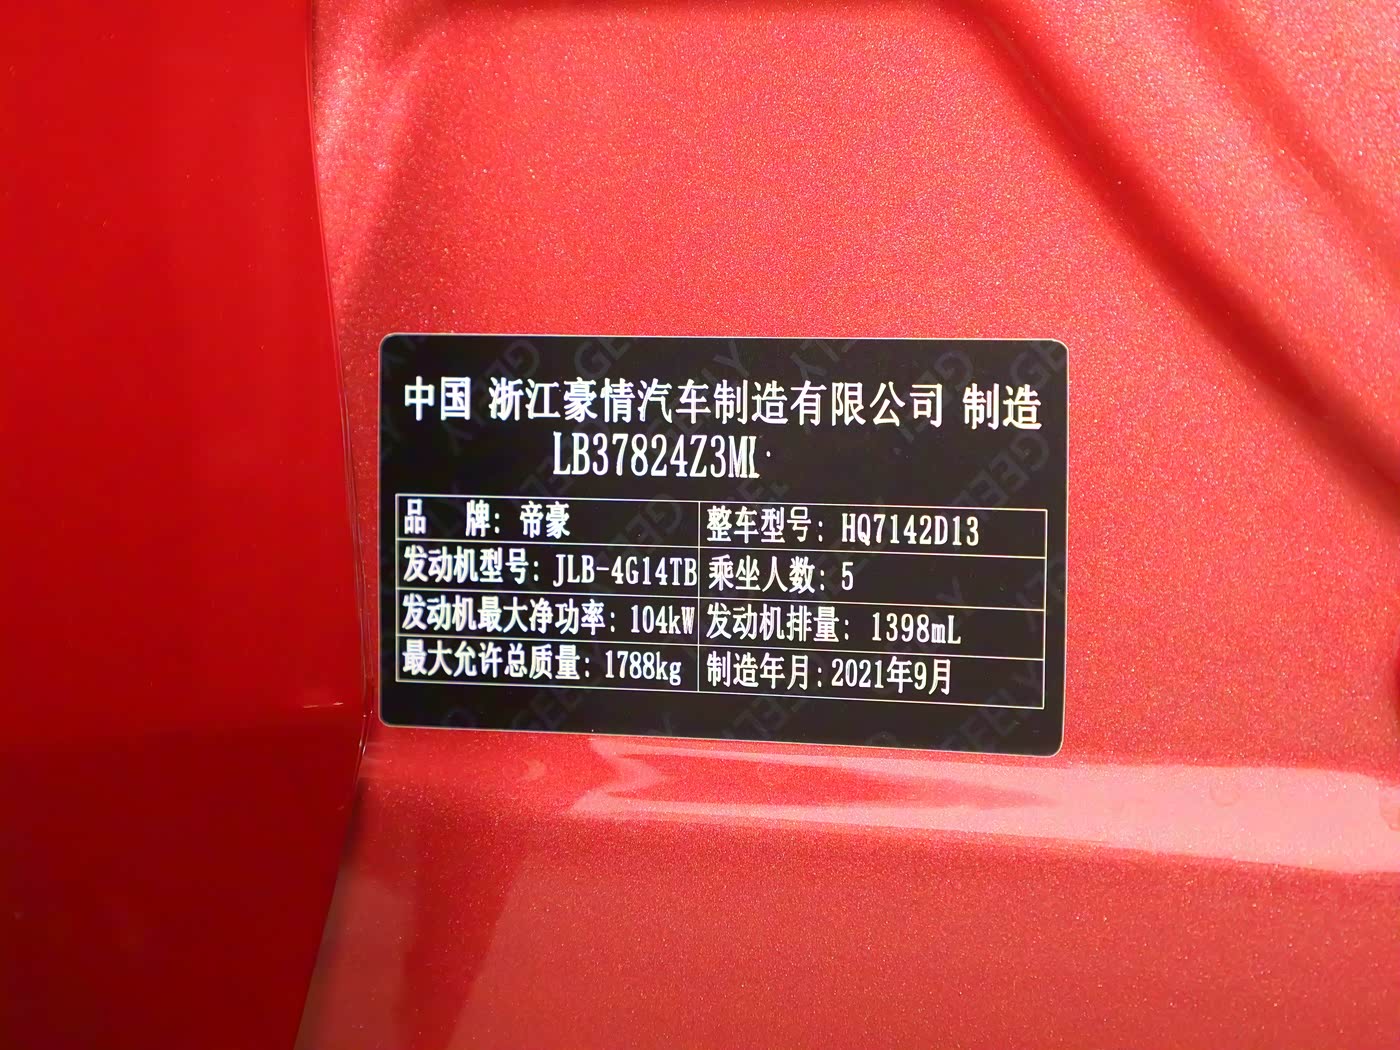 中国 浙江豪情汽车制造有限公司 制造
LB37824Z3M
品 牌: 帝豪 整车型号: HQ7142D13
发动机型号: JLB-4G14TB 乘坐人数: 5
发动机最大净功率: 104kW 发动机排量: 1398mL
最大允许总质量: 1788kg 制造年月: 2021年9月